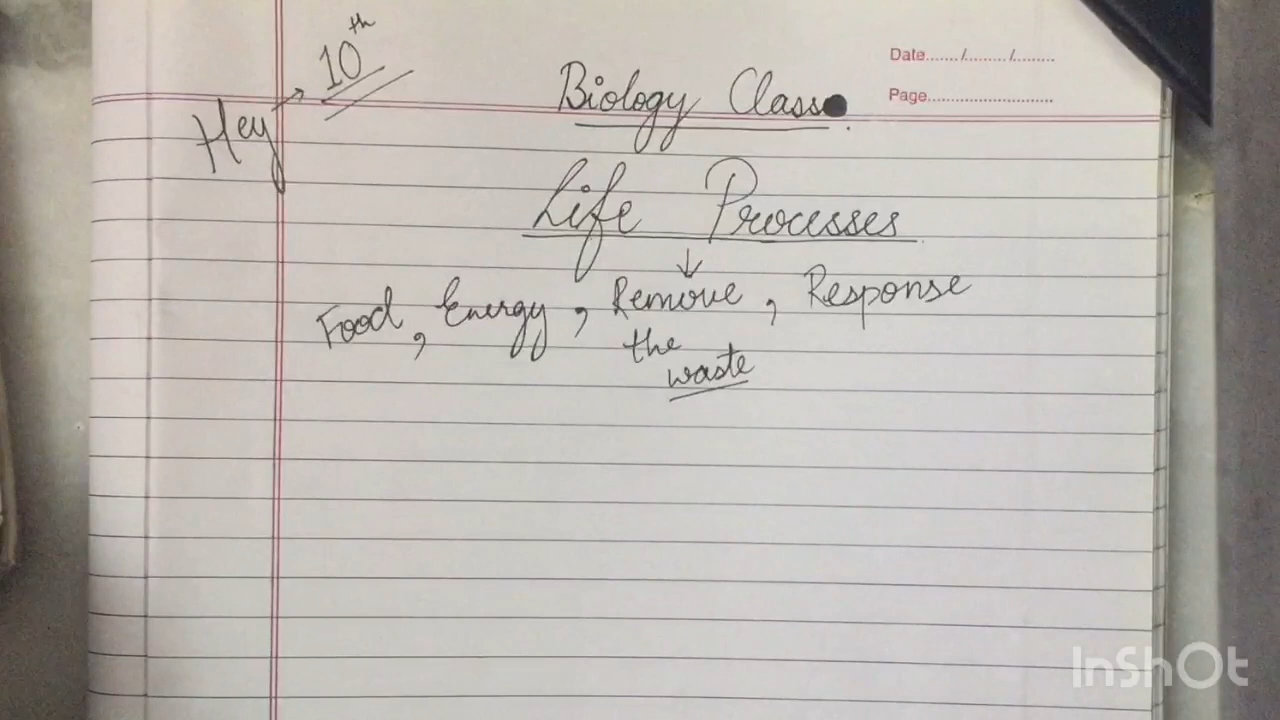 10th
Date......./........./.........
Biology Class
Page............................
Hey
Life Processes
Food, Energy, Remove, Response
the
waste
InShOt